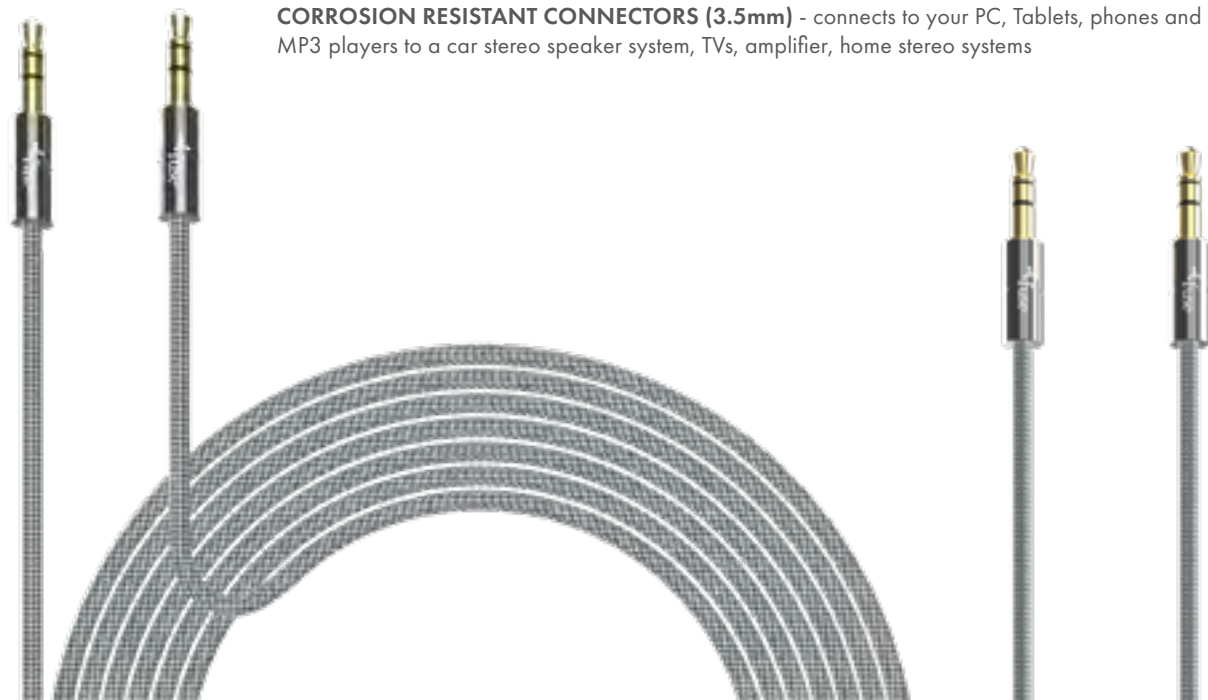 CORROSION RESISTANT CONNECTORS (3.5mm) - connects to your PC, Tablets, phones and
MP3 players to a car stereo speaker system, TVs, amplifier, home stereo systems